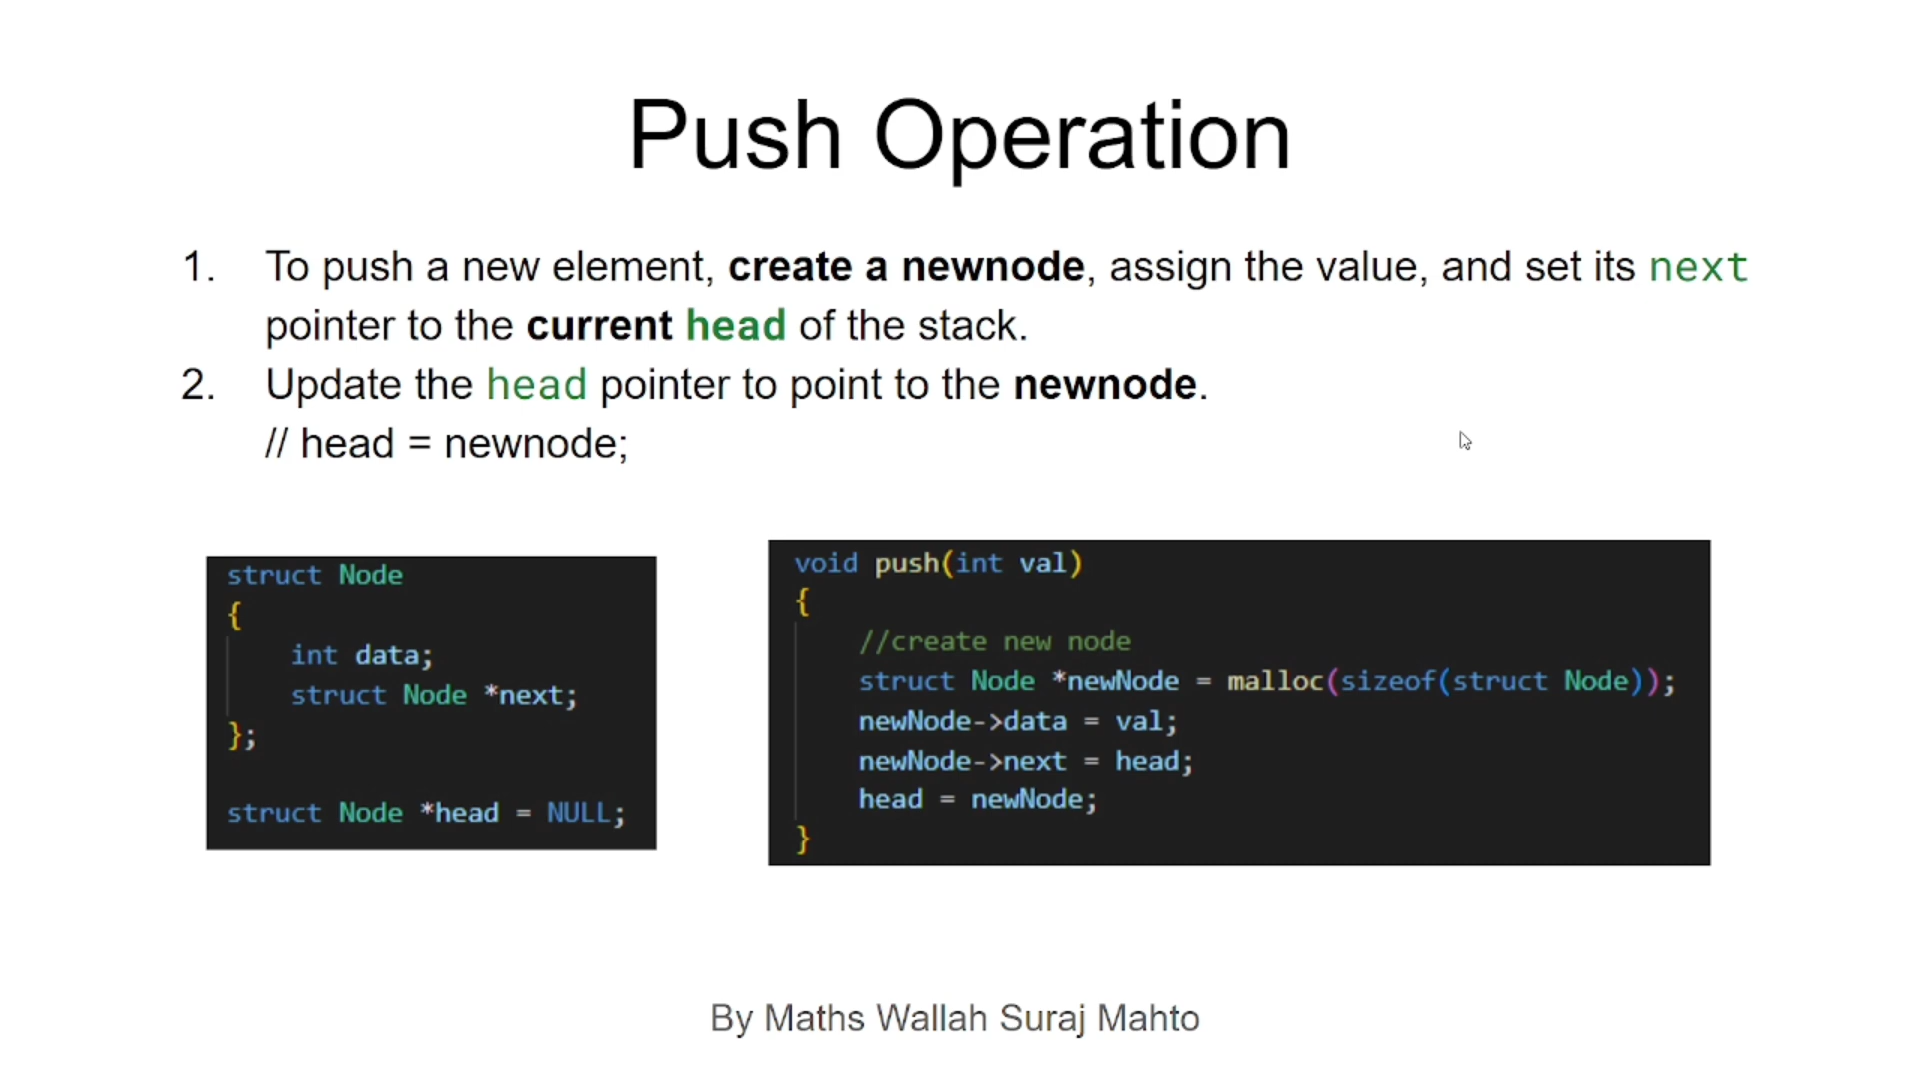 Push Operation
1. To push a new element, create a newnode, assign the value, and set its next
pointer to the current head of the stack.
2. Update the head pointer to point to the newnode.
// head = newnode;
struct Node
{
int data;
struct Node *next;
};
struct Node *head = NULL;
void push(int val)
{
//create new node
struct Node *newNode = malloc(sizeof(struct Node));
newNode->data = val;
newNode->next = head;
head = newNode;
}
By Maths Wallah Suraj Mahto